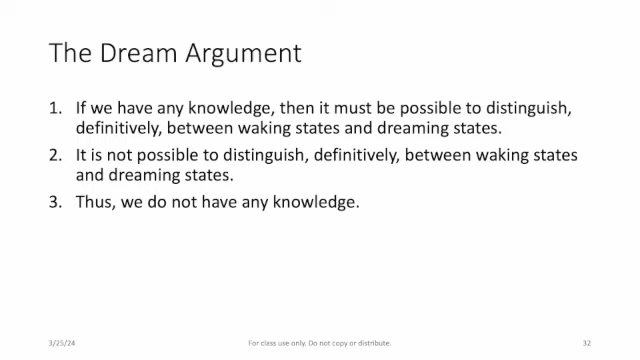 The Dream Argument
1. If we have any knowledge, then it must be possible to distinguish,
definitively, between waking states and dreaming states.
2. It is not possible to distinguish, definitively, between waking states
and dreaming states.
3. Thus, we do not have any knowledge.
3/25/24 For class use only. Do not copy or distribute. 32